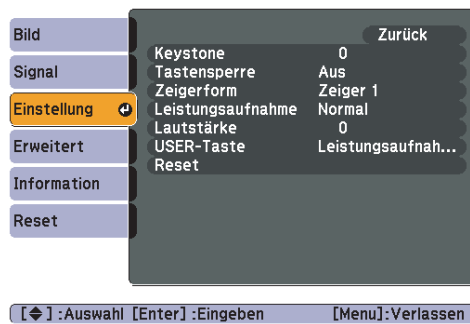 Bild
Signal
Einstellung
Erweitert
Information
Reset
Zurück
Keystone 0
Tastensperre Aus
Zeigerform Zeiger 1
Leistungsaufnahme Normal
Lautstärke 0
USER-Taste Leistungsaufnah...
Reset
[◆] :Auswahl [Enter] :Eingeben [Menu]:Verlassen